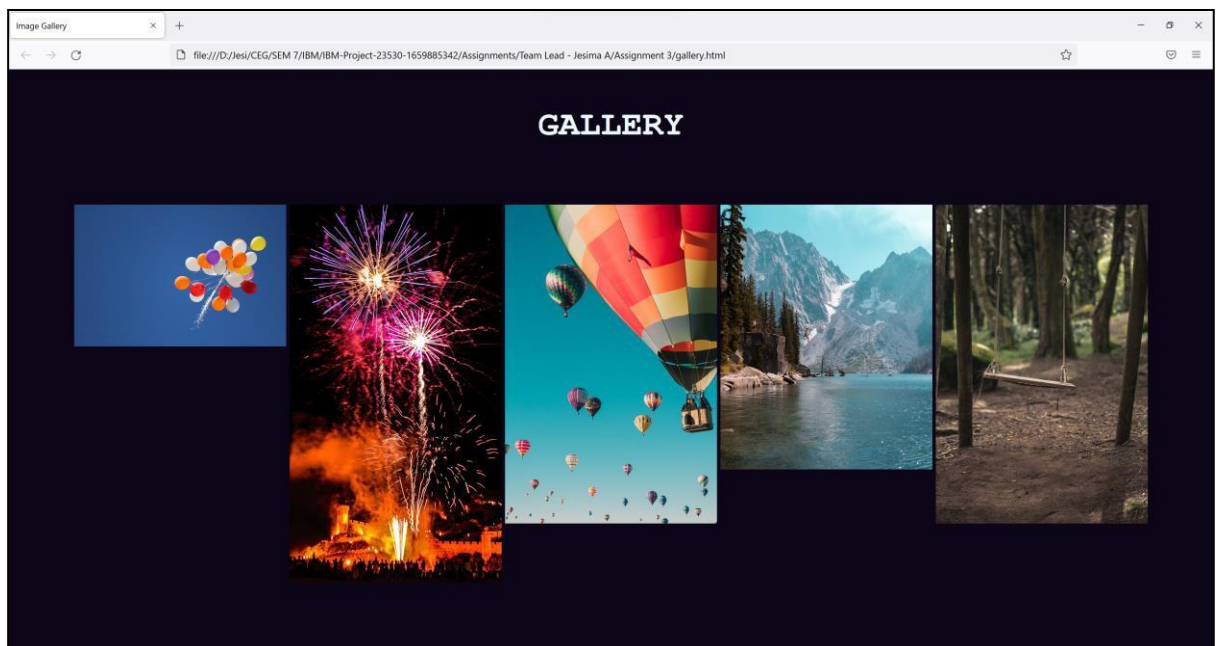 Image Gallery
file:///D:/Jesi/CEG/SEM 7/IBM/IBM-Project-23530-1659885342/Assignments/Team Lead - Jesima A/Assignment 3/gallery.html
GALLERY